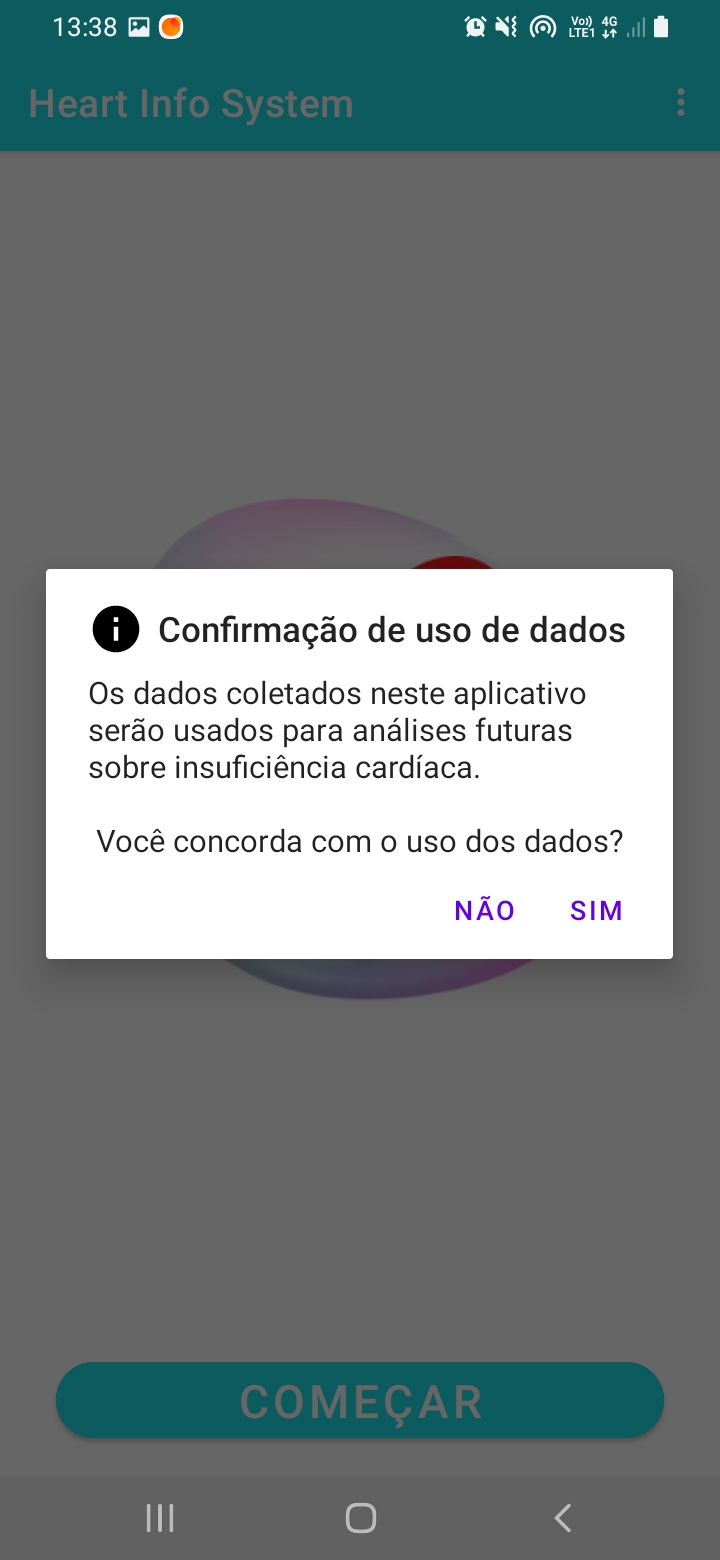 13:38
Vo)) 4G
LTE1
Heart Info System
Confirmação de uso de dados
Os dados coletados neste aplicativo
serão usados para análises futuras
sobre insuficiência cardíaca.
Você concorda com o uso dos dados?
NÃO SIM
COMEÇAR